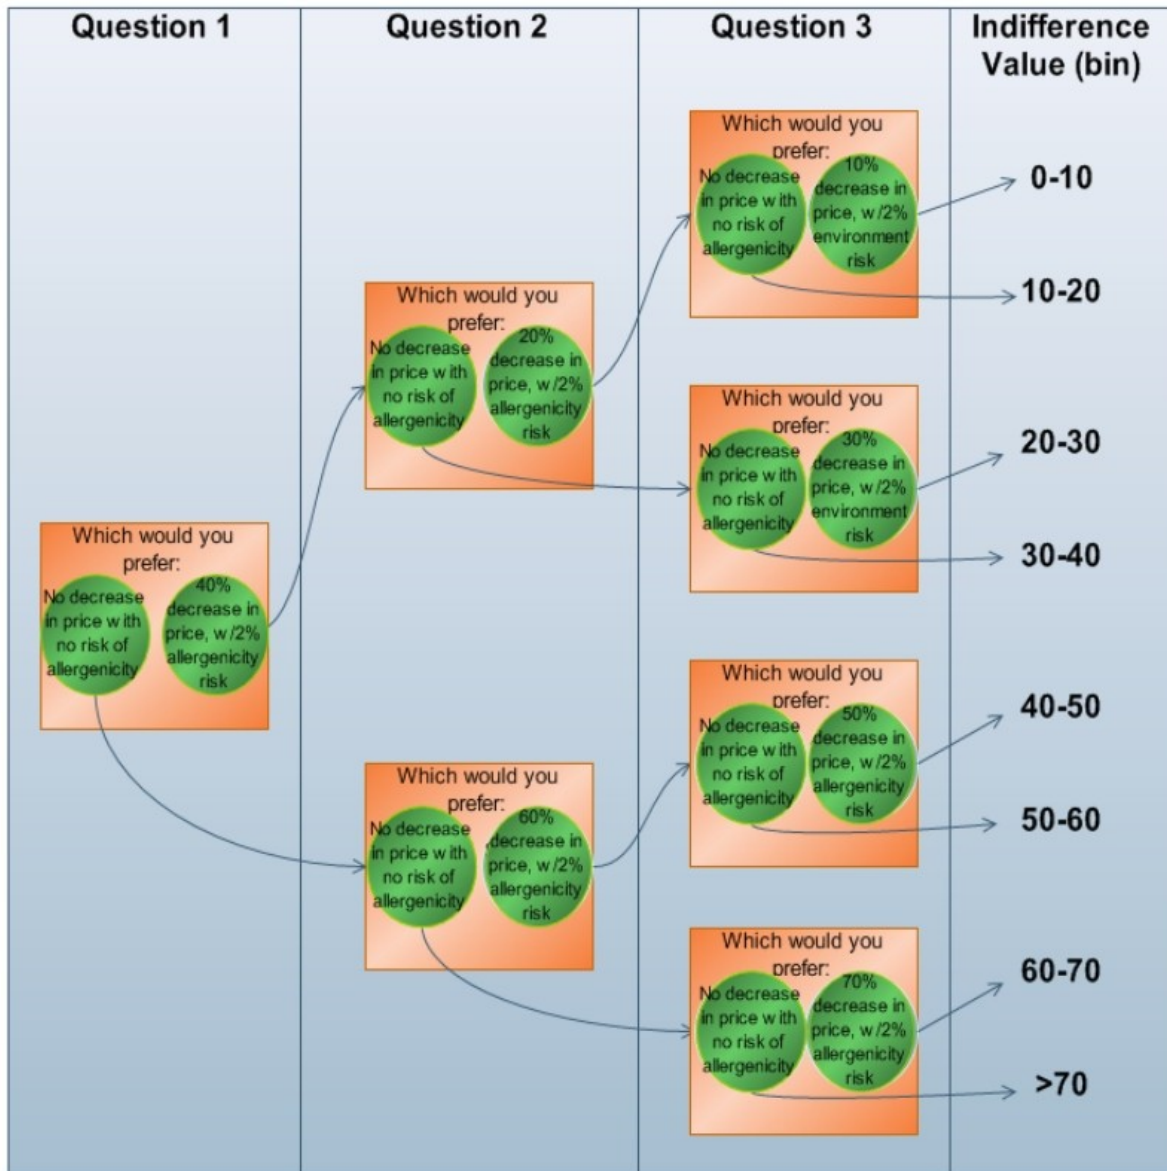 Question 1
Question 2
Question 3
Indifference
Value (bin)
Which would you
prefer:
No decrease
in price with
no risk of
allergenicity
40%
decrease in
price, w/2%
allergenicity
risk
Which would you
prefer:
No decrease
in price with
no risk of
allergenicity
20%
decrease in
price, w/2%
allergenicity
risk
Which would you
prefer:
No decrease
in price with
no risk of
allergenicity
60%
decrease in
price, w/2%
allergenicity
risk
Which would you
prefer:
No decrease
in price with
no risk of
allergenicity
10%
decrease in
price, w/2%
environment
risk
Which would you
prefer:
No decrease
in price with
no risk of
allergenicity
30%
decrease in
price, w/2%
environment
risk
Which would you
prefer:
No decrease
in price with
no risk of
allergenicity
50%
decrease in
price, w/2%
allergenicity
risk
Which would you
prefer:
No decrease
in price with
no risk of
allergenicity
70%
decrease in
price, w/2%
allergenicity
risk
0-10
10-20
20-30
30-40
40-50
50-60
60-70
>70